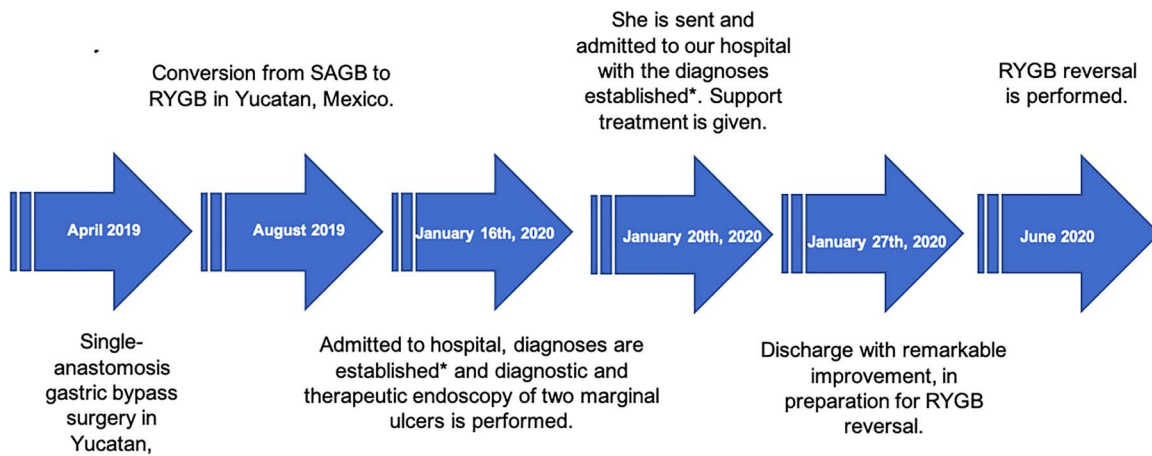 Conversion from SAGB to
RYGB in Yucatan, Mexico.
She is sent and
admitted to our hospital
with the diagnoses
established*. Support
treatment is given.
RYGB reversal
is performed.
April 2019
August 2019
January 16th, 2020
January 20th, 2020
January 27th, 2020
June 2020
Single-
anastomosis
gastric bypass
surgery in
Yucatan,
Admitted to hospital, diagnoses are
established* and diagnostic and
therapeutic endoscopy of two marginal
ulcers is performed.
Discharge with remarkable
improvement, in
preparation for RYGB
reversal.